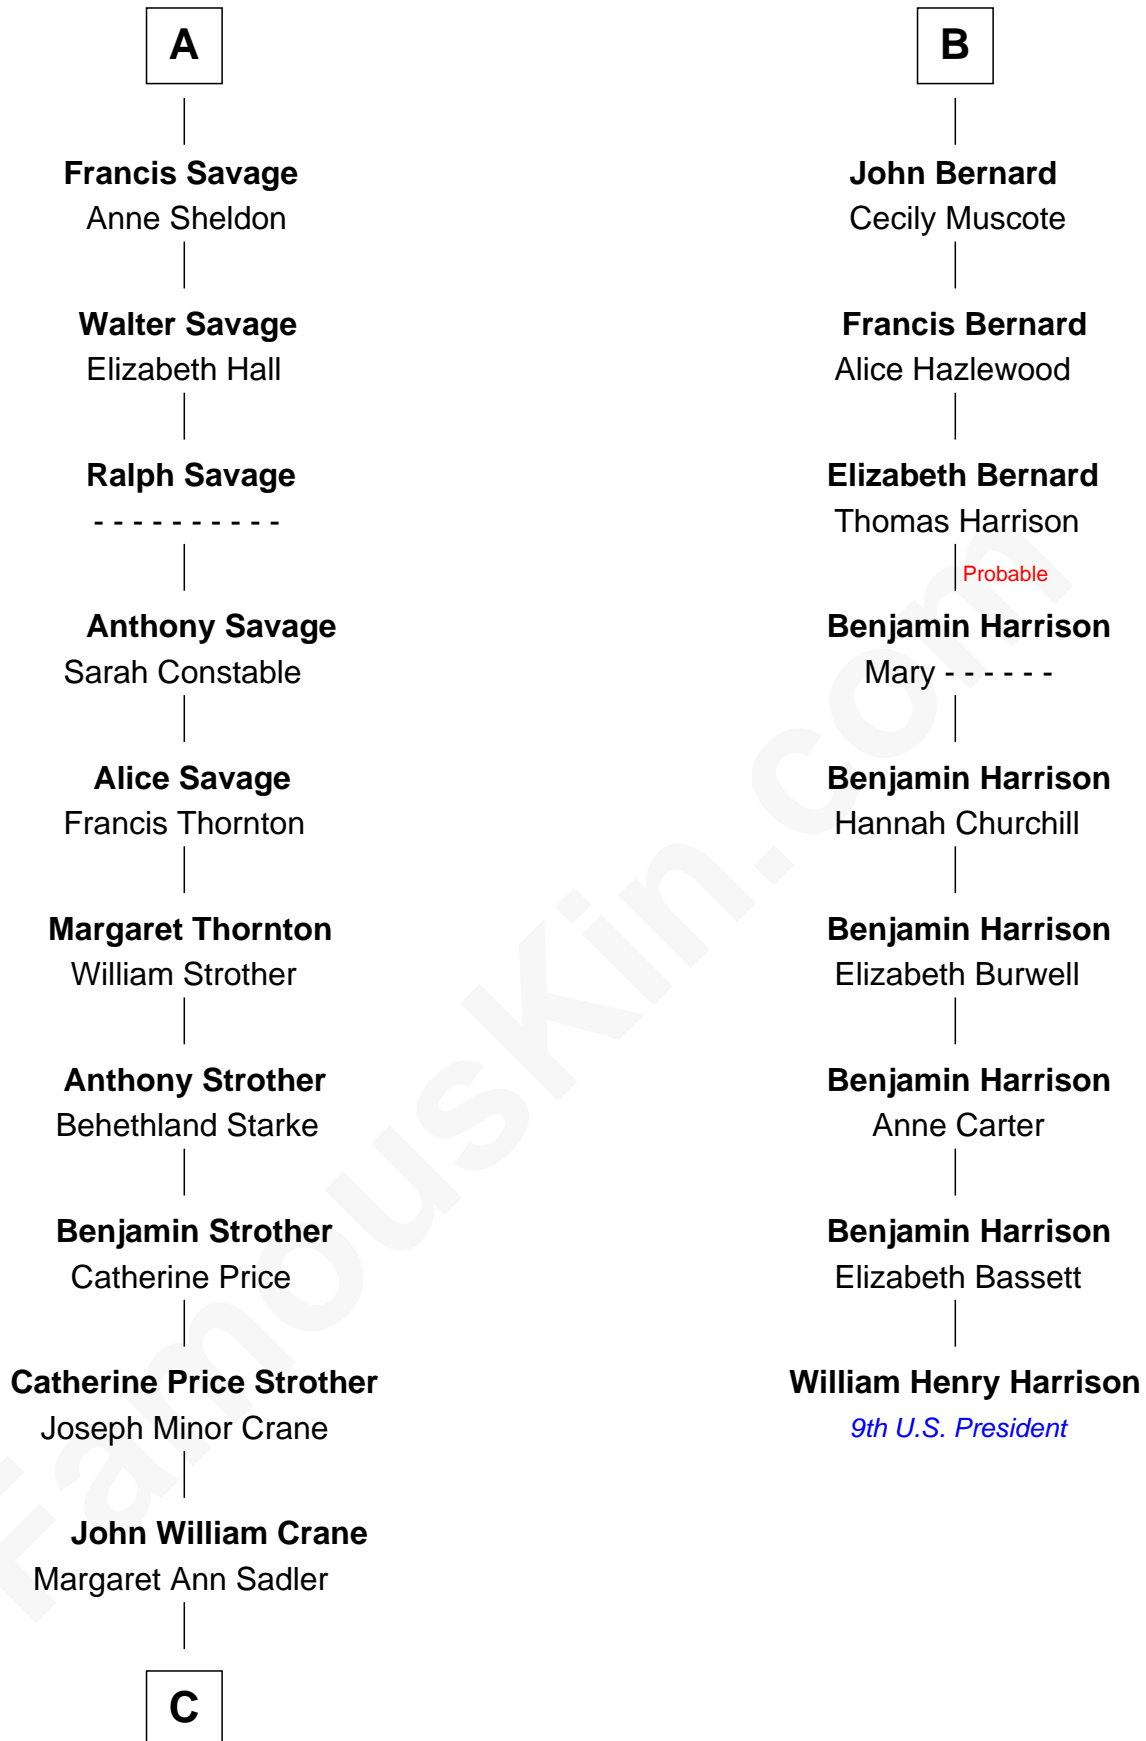 A
Francis Savage
Anne Sheldon
Walter Savage
Elizabeth Hall
Ralph Savage
- - - - - - - - - -
Anthony Savage
Sarah Constable
Alice Savage
Francis Thornton
Margaret Thornton
William Strother
Anthony Strother
Behethland Starke
Benjamin Strother
Catherine Price
Catherine Price Strother
Joseph Minor Crane
John William Crane
Margaret Ann Sadler
C
B
John Bernard
Cecily Muscote
Francis Bernard
Alice Hazlewood
Elizabeth Bernard
Thomas Harrison
Probable
Benjamin Harrison
Mary - - - - - -
Benjamin Harrison
Hannah Churchill
Benjamin Harrison
Elizabeth Burwell
Benjamin Harrison
Anne Carter
Benjamin Harrison
Elizabeth Bassett
William Henry Harrison
9th U.S. President
FamousKin.com